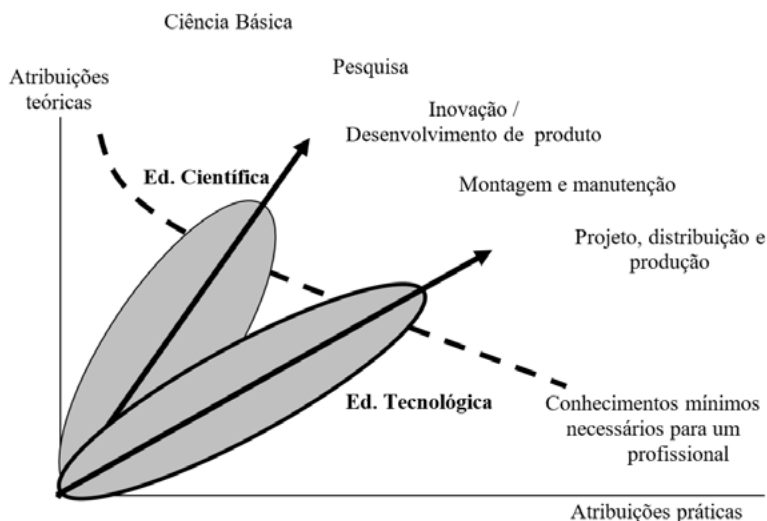 Ciência Básica
Pesquisa
Atribuições
teóricas
Inovação /
Desenvolvimento de produto
Ed. Científica
Montagem e manutenção
Projeto, distribuição e
produção
Ed. Tecnológica
Conhecimentos mínimos
necessários para um
profissional
Atribuições práticas